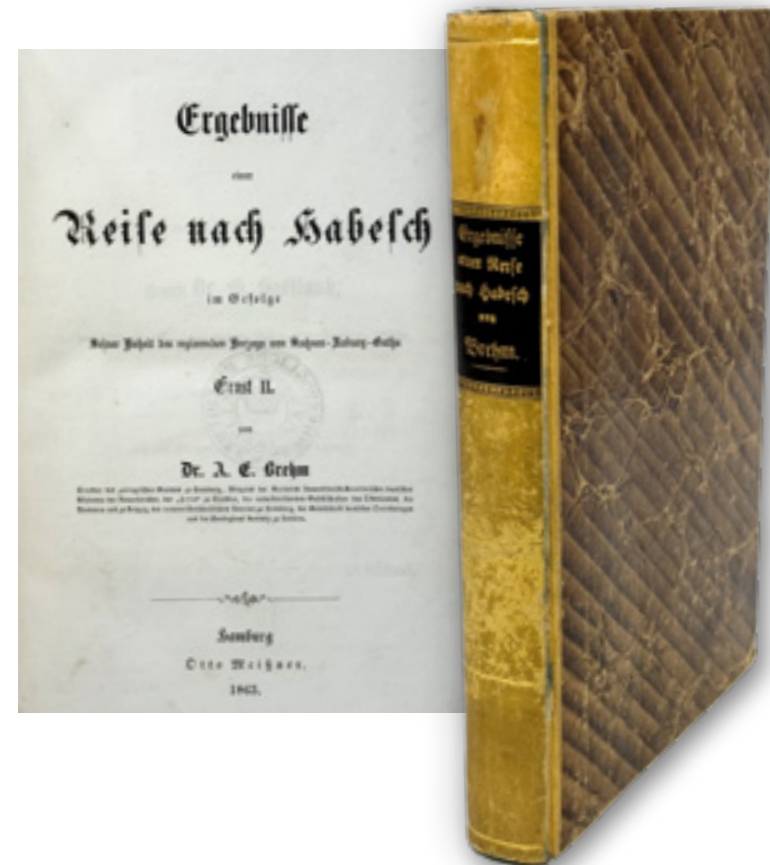 Ergebnisse
einer
Reise nach Habesch
im Gefolge
Seiner Hoheit des regierenden Herzogs von Sachsen-Koburg-Gotha
Ernst II.
von
Dr. A. E. Brehm
Hamburg
Otto Meißner.
1863.
Ergebnisse
einer Reise
nach Habesch
von
Brehm.